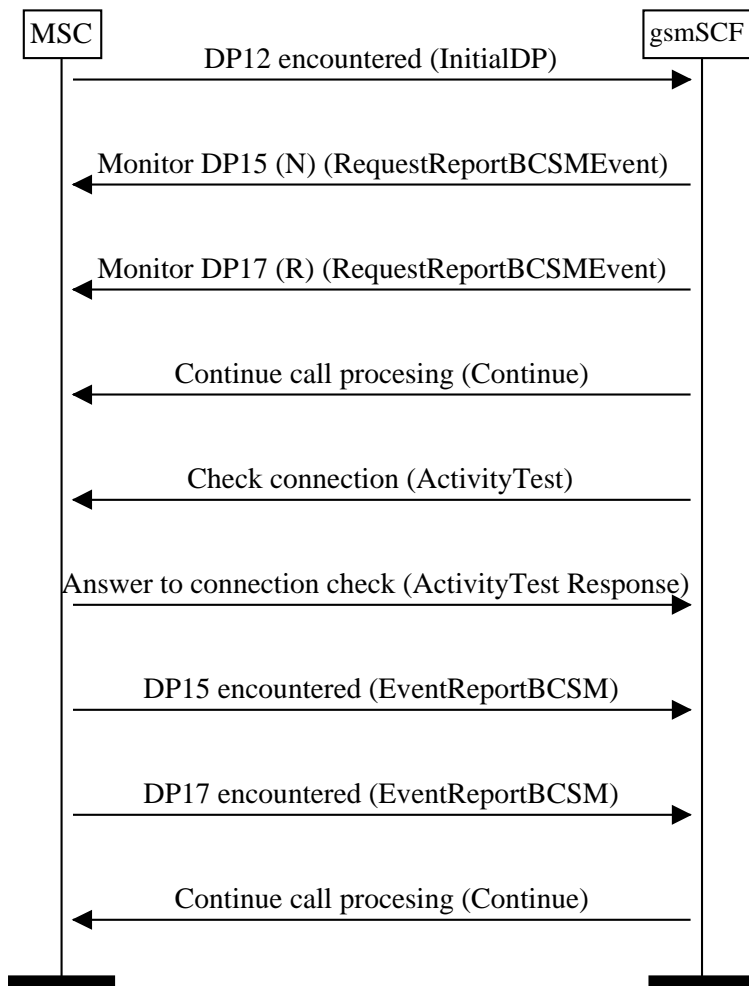 MSC
gsmSCF
DP12 encountered (InitialDP)
Monitor DP15 (N) (RequestReportBCSMEvent)
Monitor DP17 (R) (RequestReportBCSMEvent)
Continue call procesing (Continue)
Check connection (ActivityTest)
Answer to connection check (ActivityTest Response)
DP15 encountered (EventReportBCSM)
DP17 encountered (EventReportBCSM)
Continue call procesing (Continue)